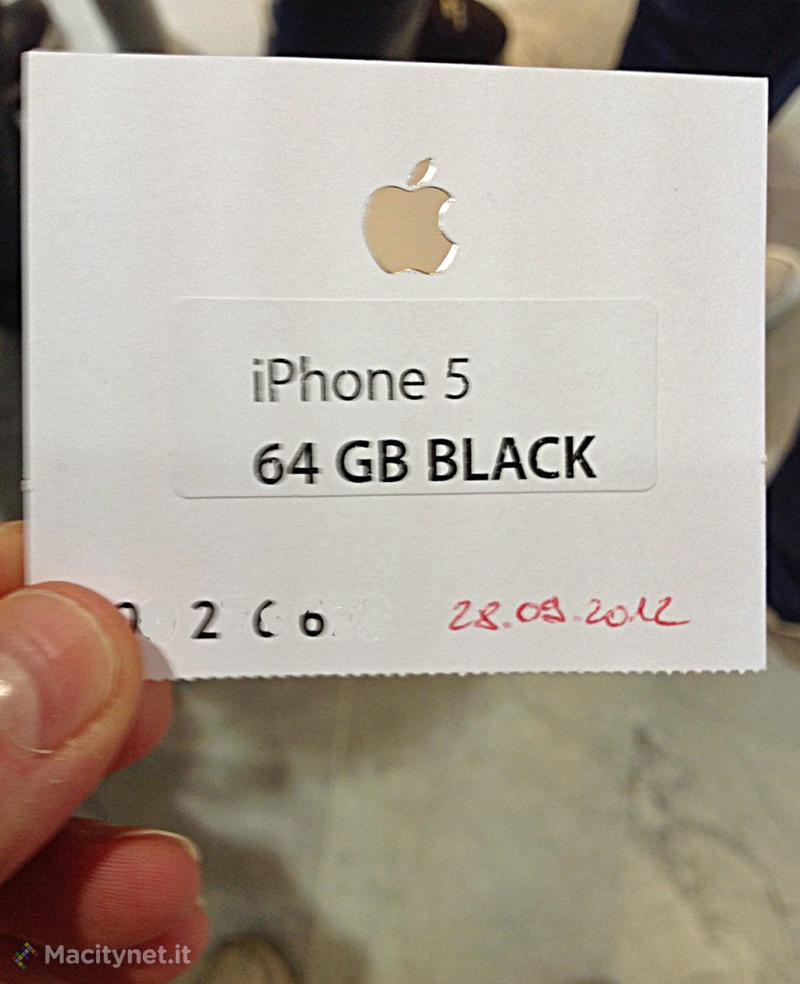 iPhone 5
64 GB BLACK
28.09.2012
Macitynet.it